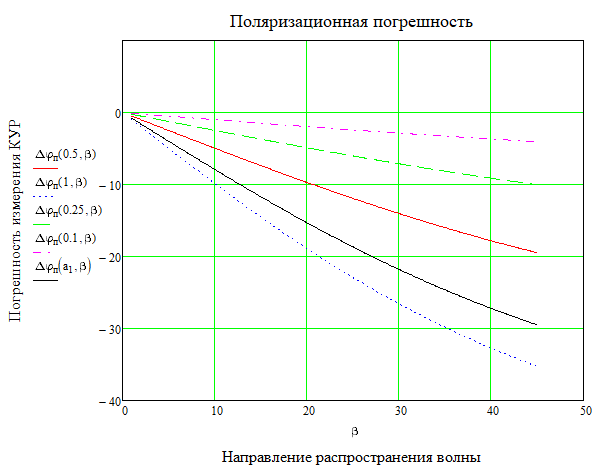 Поляризационная погрешность
Погрешность измерения КУР
Δφп(0.5, β)
Δφп(1, β)
Δφп(0.25, β)
Δφп(0.1, β)
Δφп(a1, β)
0
− 10
− 20
− 30
− 40
0 10 20 30 40 50
β
Направление распространения волны